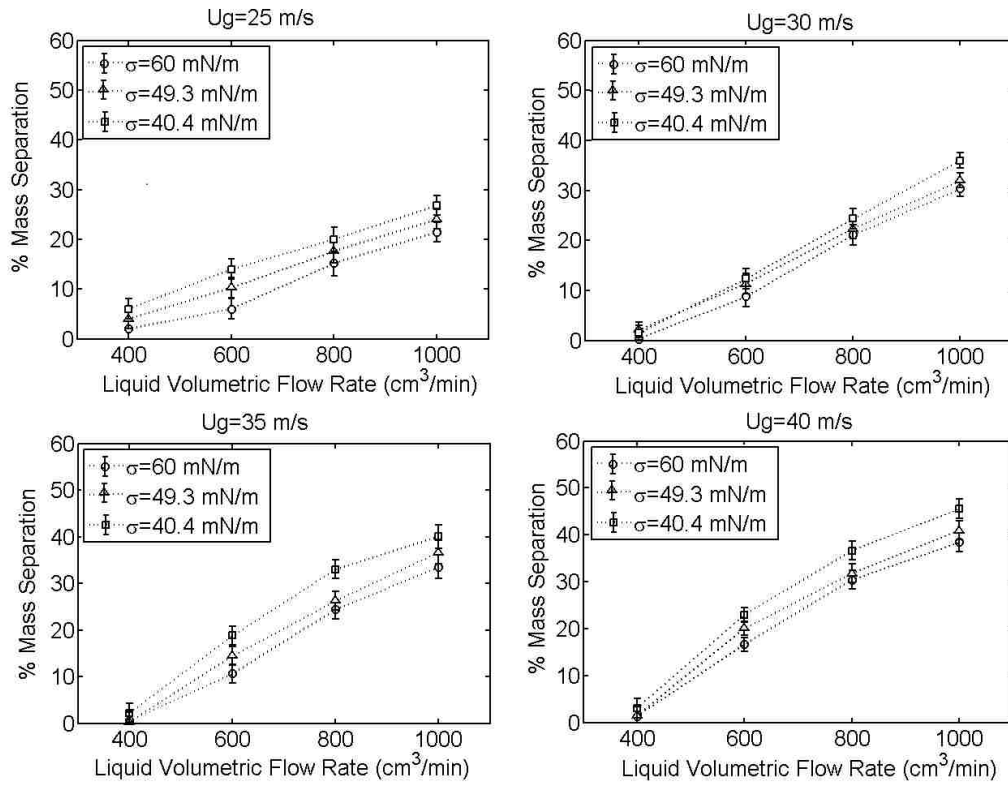 Ug=25 m/s
60
50
40
30
20
10
0
% Mass Separation
σ=60 mN/m
σ=49.3 mN/m
σ=40.4 mN/m
400 600 800 1000
Liquid Volumetric Flow Rate (cm³/min)
Ug=30 m/s
60
50
40
30
20
10
0
% Mass Separation
σ=60 mN/m
σ=49.3 mN/m
σ=40.4 mN/m
400 600 800 1000
Liquid Volumetric Flow Rate (cm³/min)
Ug=35 m/s
60
50
40
30
20
10
0
% Mass Separation
σ=60 mN/m
σ=49.3 mN/m
σ=40.4 mN/m
400 600 800 1000
Liquid Volumetric Flow Rate (cm³/min)
Ug=40 m/s
60
50
40
30
20
10
0
% Mass Separation
σ=60 mN/m
σ=49.3 mN/m
σ=40.4 mN/m
400 600 800 1000
Liquid Volumetric Flow Rate (cm³/min)